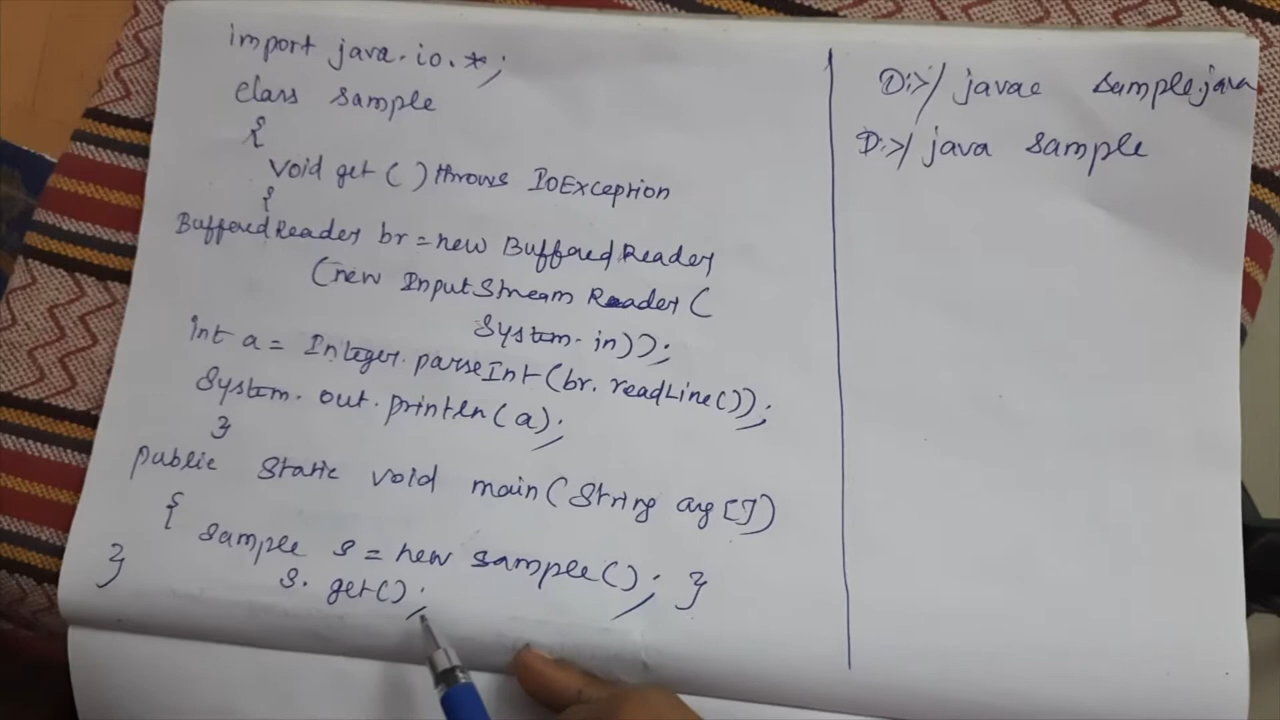 import java.io.*;
class sample
{
void get ( ) throws IoException
{
BufferedReader br = new BufferedReader
(new InputStream Reader (
System.in));
int a = Integer.parseInt(br.readLine());
System.out.println(a);
}
public static void main(String arg[])
{ sample s = new sample(); }
s.get();
}
D:>/ javac sample.java
D:>/ java sample